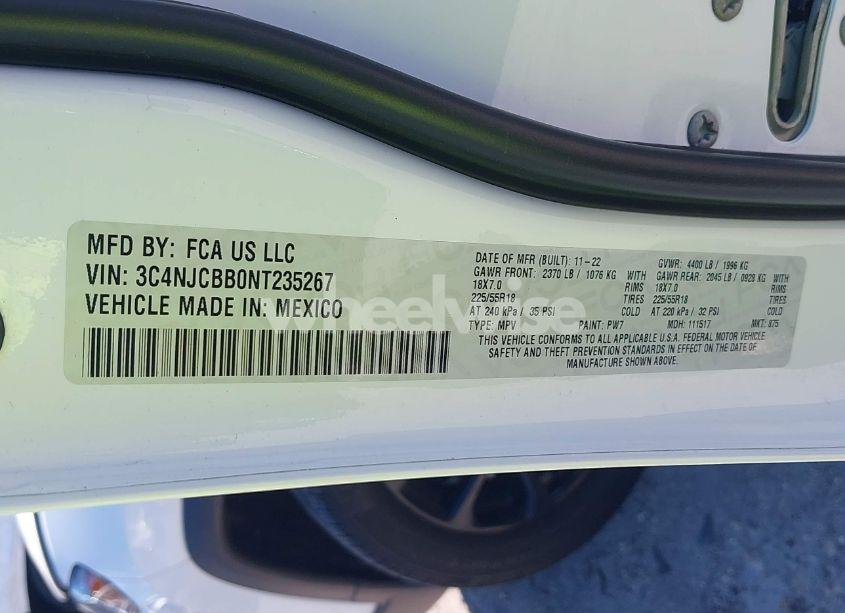 MFD BY: FCA US LLC
VIN: 3C4NJCBB0NT235267
VEHICLE MADE IN: MEXICO
DATE OF MFR (BUILT): 11-22 GVWR: 4400 LB / 1996 KG
GAWR FRONT: 2370 LB / 1076 KG GAWR REAR: 2045 LB / 0928 KG
18X7.0 RIMS 18X7.0 RIMS
225/55R18 TIRES 225/55R18 TIRES
AT 240 kPa / 35 PSI COLD AT 220 kPa / 32 PSI COLD
TYPE: MPV PAINT: PW7 MDH: 111517 MKT: 875
THIS VEHICLE CONFORMS TO ALL APPLICABLE U.S.A. FEDERAL MOTOR VEHICLE
SAFETY AND THEFT PREVENTION STANDARDS IN EFFECT ON THE DATE OF
MANUFACTURE SHOWN ABOVE.
wheelwise